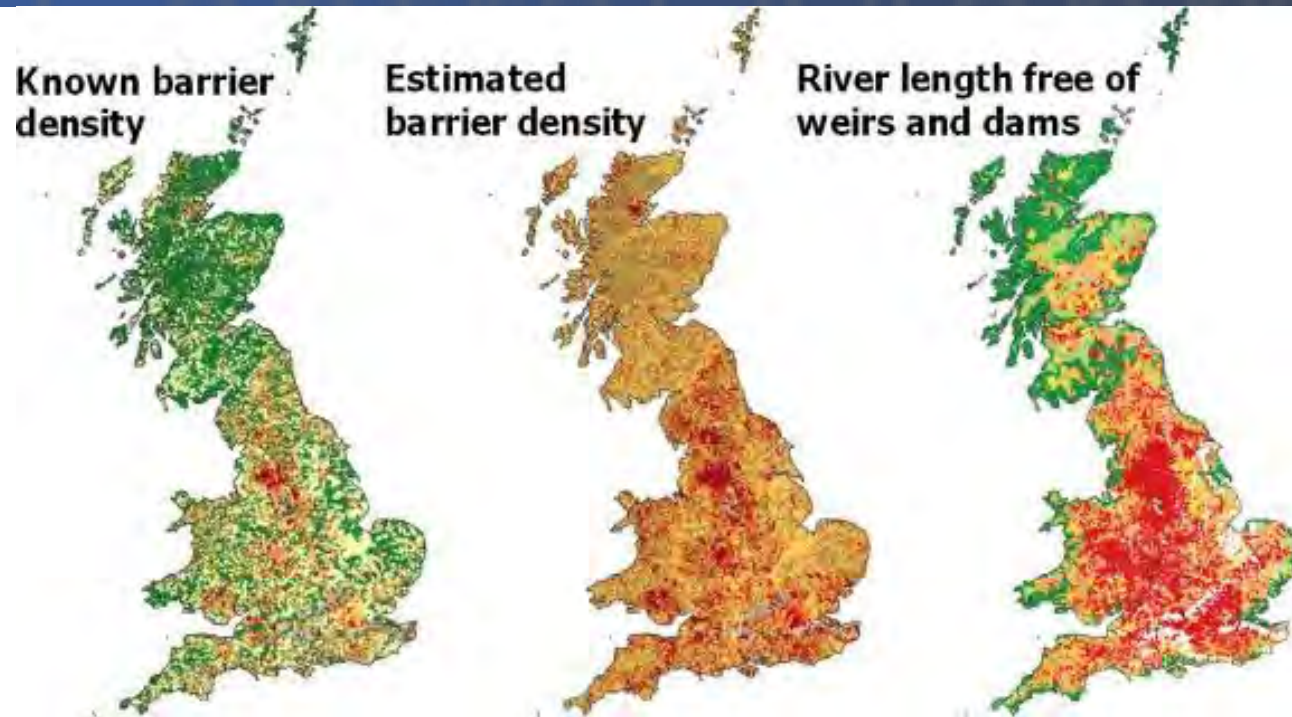 Known barrier
density
Estimated
barrier density
River length free of
weirs and dams